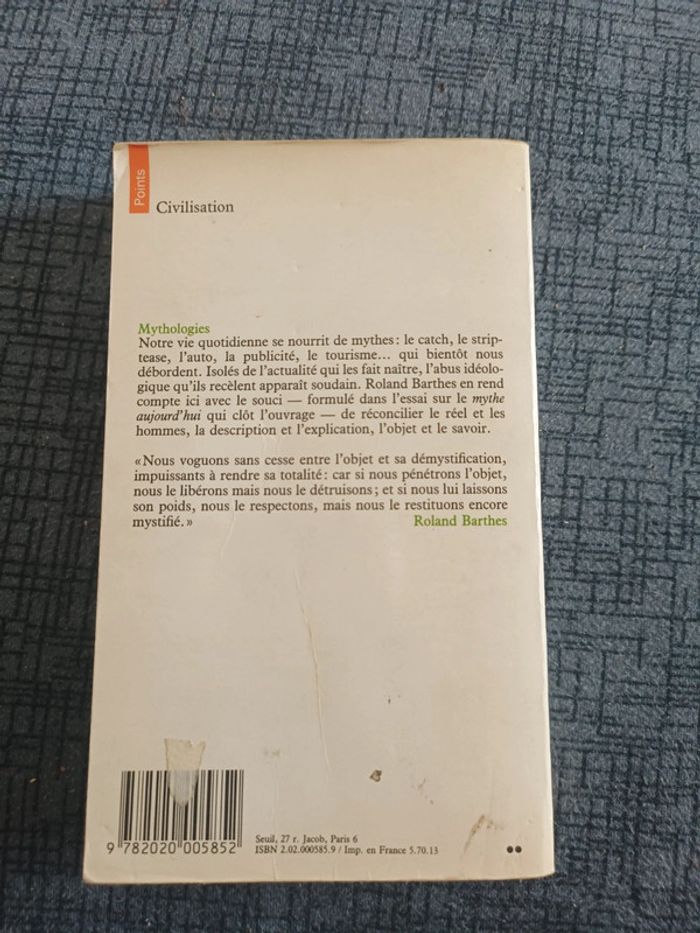 Points
Civilisation
Mythologies
Notre vie quotidienne se nourrit de mythes : le catch, le strip-
tease, l'auto, la publicité, le tourisme... qui bientôt nous
débordent. Isolés de l'actualité qui les fait naître, l'abus idéolo-
gique qu'ils recèlent apparaît soudain. Roland Barthes en rend
compte ici avec le souci — formulé dans l'essai sur le mythe
aujourd'hui qui clôt l'ouvrage — de réconcilier le réel et les
hommes, la description et l'explication, l'objet et le savoir.
« Nous voguons sans cesse entre l'objet et sa démystification,
impuissants à rendre sa totalité : car si nous pénétrons l'objet,
nous le libérons mais nous le détruisons ; et si nous lui laissons
son poids, nous le respectons, mais nous le restituons encore
mystifié. » Roland Barthes
9 782020 005852
Seuil, 27 r. Jacob, Paris 6
ISBN 2.02.000585.9 / Imp. en France 5.70.13